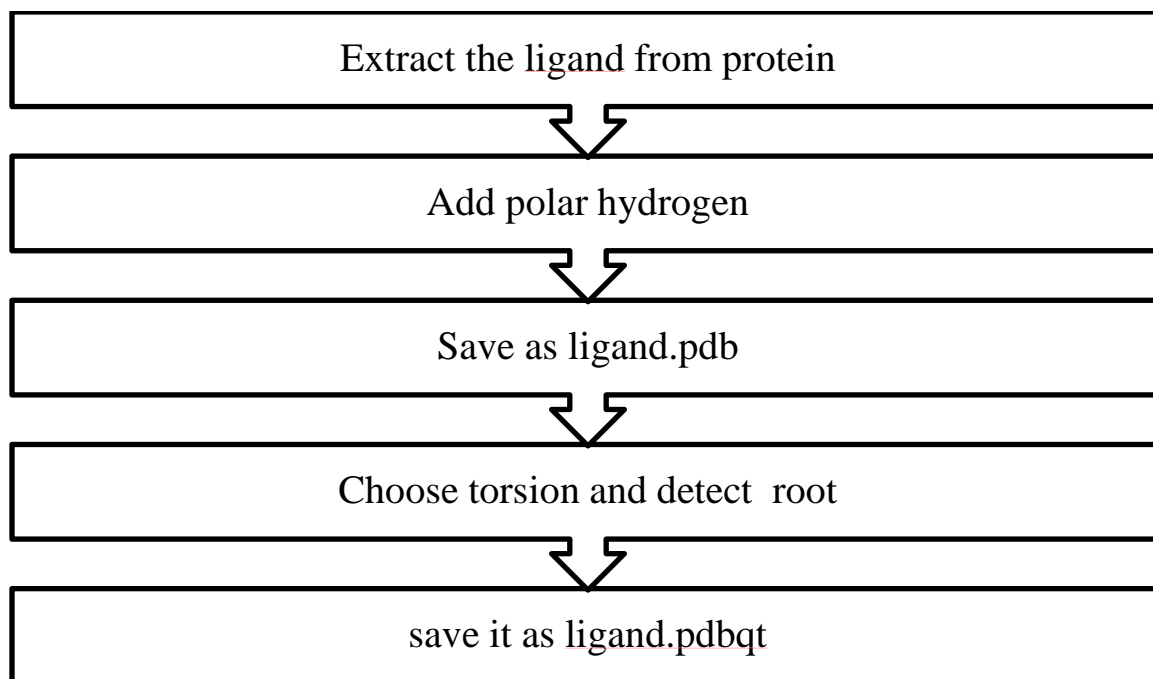 Extract the ligand from protein
Add polar hydrogen
Save as ligand.pdb
Choose torsion and detect  root
save it as ligand.pdbqt